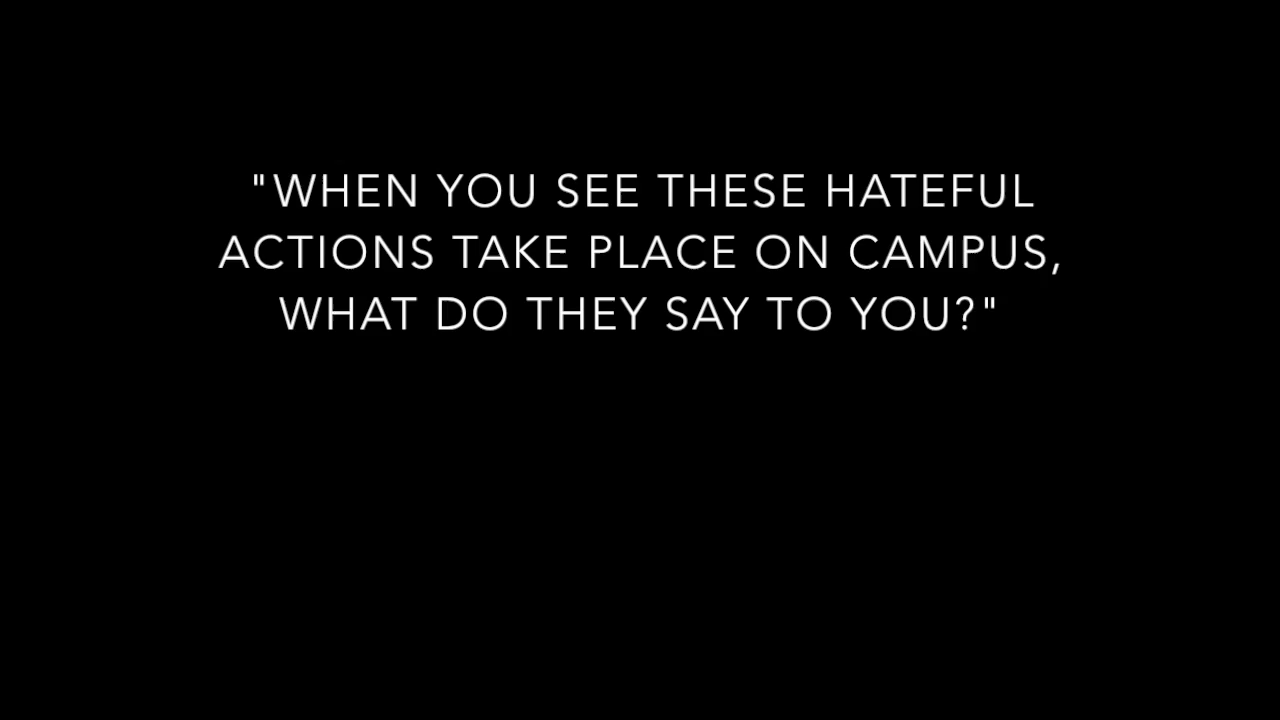 "WHEN YOU SEE THESE HATEFUL
ACTIONS TAKE PLACE ON CAMPUS,
WHAT DO THEY SAY TO YOU?"